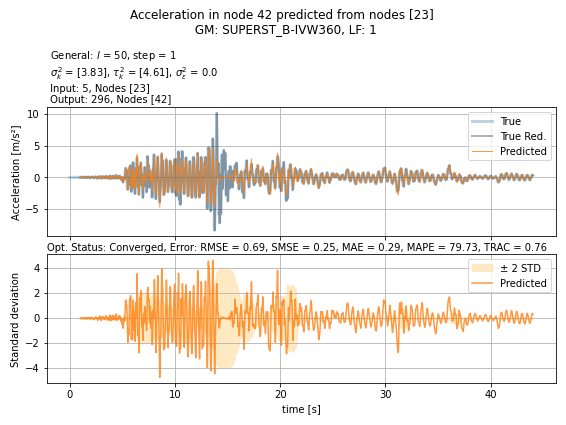 Acceleration in node 42 predicted from nodes [23]
GM: SUPERST_B-IVW360, LF: 1
General: l = 50, step = 1
σ²ₖ = [3.83], τ²ₖ = [4.61], σ²ε = 0.0
Input: 5, Nodes [23]
Output: 296, Nodes [42]
Acceleration [m/s²]
10
5
0
−5
True
True Red.
Predicted
Opt. Status: Converged, Error: RMSE = 0.69, SMSE = 0.25, MAE = 0.29, MAPE = 79.73, TRAC = 0.76
Standard deviation
4
2
0
−2
−4
± 2 STD
Predicted
0 10 20 30 40
time [s]